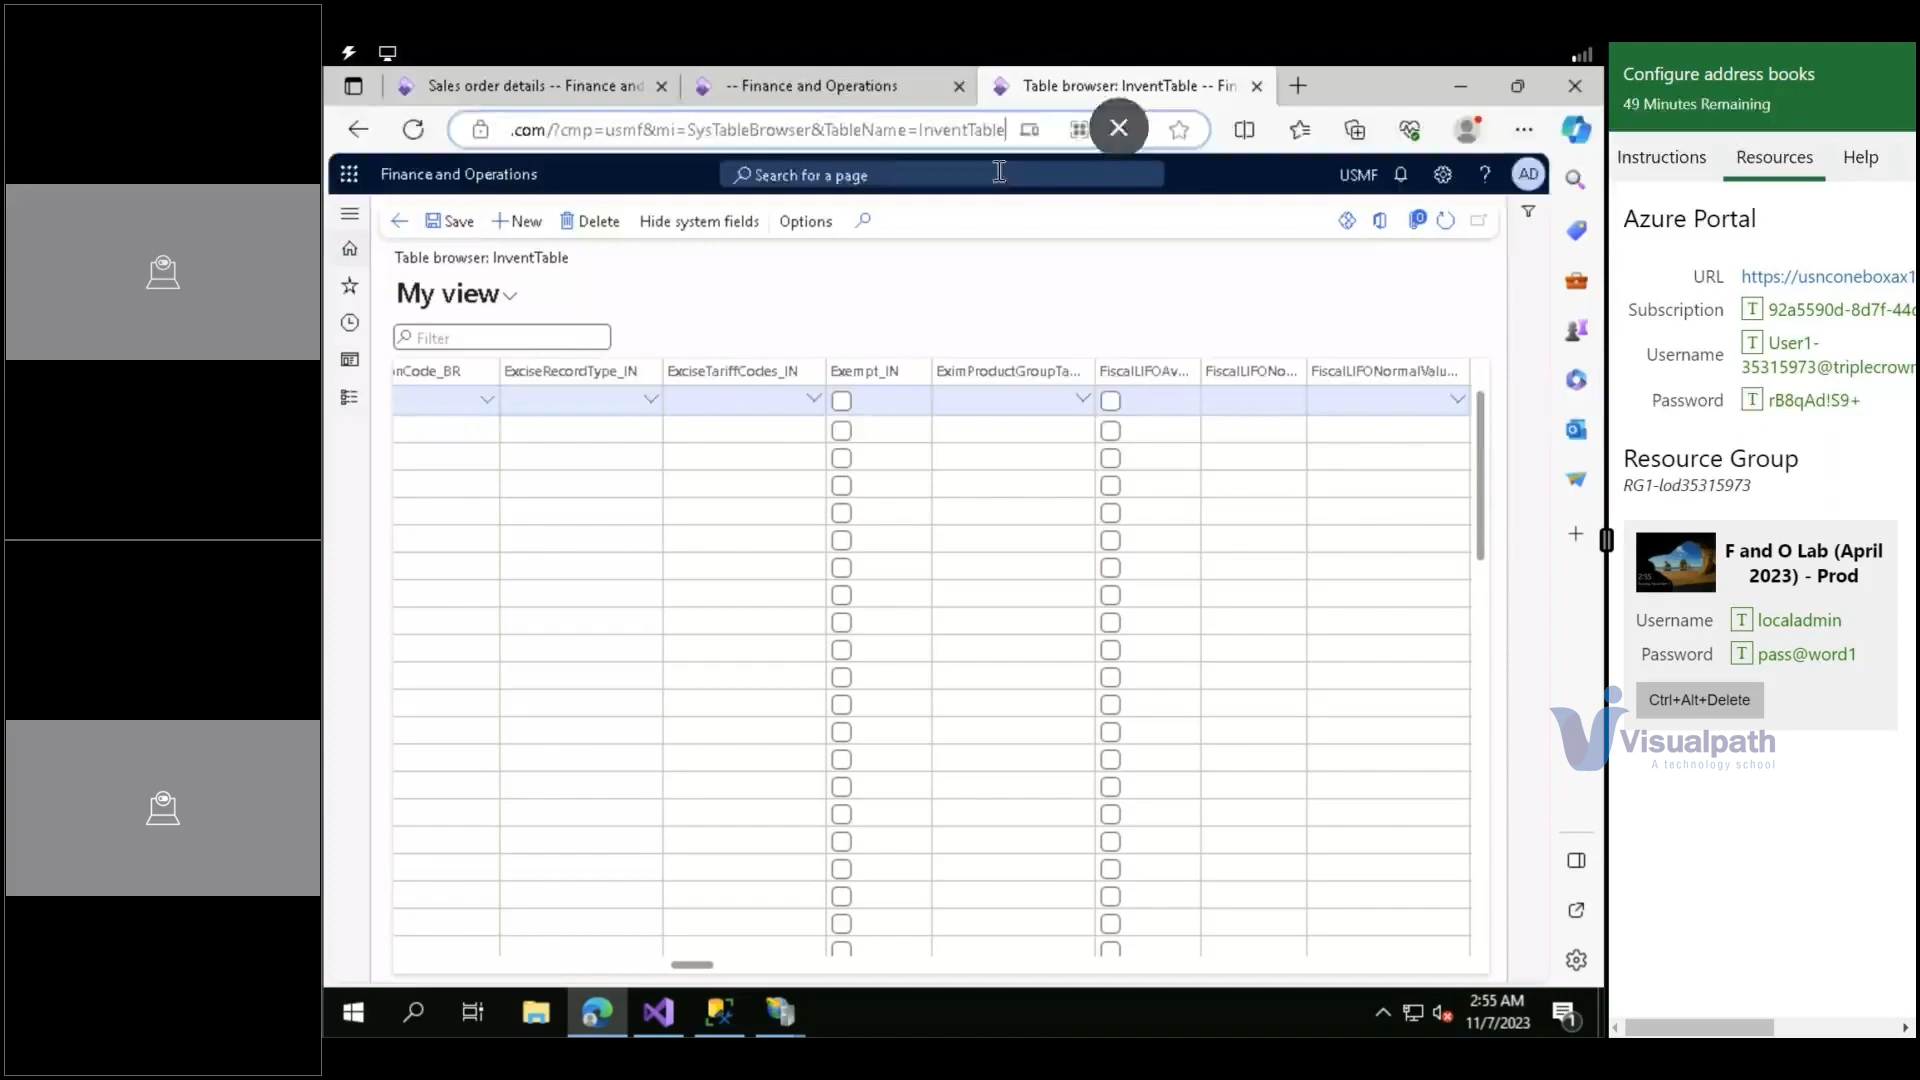 Sales order details -- Finance and
-- Finance and Operations
Table browser: InventTable -- Fin
.com/?cmp=usmf&mi=SysTableBrowser&TableName=InventTable
Finance and Operations
Search for a page
USMF
?
AD
Save
New
Delete
Hide system fields
Options
0
Table browser: InventTable
My view
Filter
nCode_BR
ExciseRecordType_IN
ExciseTariffCodes_IN
Exempt_IN
EximProductGroupTa...
FiscalLIFOAv...
FiscalLIFONo...
FiscalLIFONormalValu...
2:55 AM
11/7/2023
1
Configure address books
49 Minutes Remaining
Instructions
Resources
Help
Azure Portal
URL
https://usnconeboxax1
Subscription
T 92a5590d-8d7f-44c
Username
T User1-
35315973@triplecrown
Password
T rB8qAd!S9+
Resource Group
RG1-lod35315973
F and O Lab (April
2023) - Prod
Username
T localadmin
Password
T pass@word1
Ctrl+Alt+Delete
Visualpath
A technology school